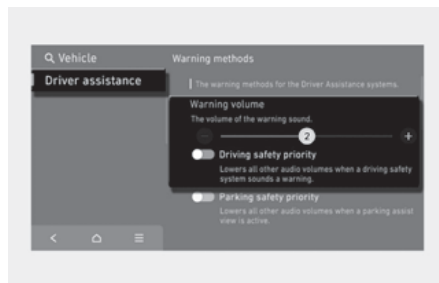 Vehicle
Warning methods
Driver assistance
The warning methods for the Driver Assistance systems.
Warning volume
The volume of the warning sound.
2
Driving safety priority
Lowers all other audio volumes when a driving safety
system sounds a warning.
Parking safety priority
Lowers all other audio volumes when a parking assist
view is active.